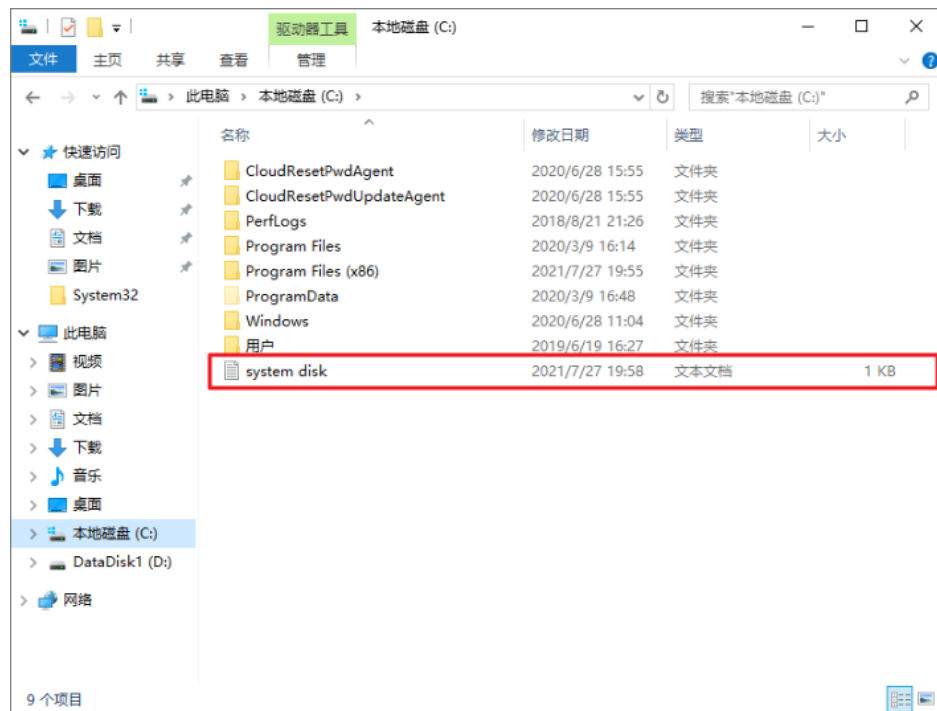 驱动器工具 本地磁盘 (C:)
文件 主页 共享 查看 管理
此电脑 本地磁盘 (C:) 搜索"本地磁盘 (C:)"
快速访问
桌面
下载
文档
图片
System32
此电脑
视频
图片
文档
下载
音乐
桌面
本地磁盘 (C:)
DataDisk1 (D:)
网络
名称 修改日期 类型 大小
CloudResetPwdAgent 2020/6/28 15:55 文件夹
CloudResetPwdUpdateAgent 2020/6/28 15:55 文件夹
PerfLogs 2018/8/21 21:26 文件夹
Program Files 2020/3/9 16:14 文件夹
Program Files (x86) 2021/7/27 19:55 文件夹
ProgramData 2020/3/9 16:48 文件夹
Windows 2020/6/28 11:04 文件夹
用户 2019/6/19 16:27 文件夹
system disk 2021/7/27 19:58 文本文档 1 KB
9 个项目